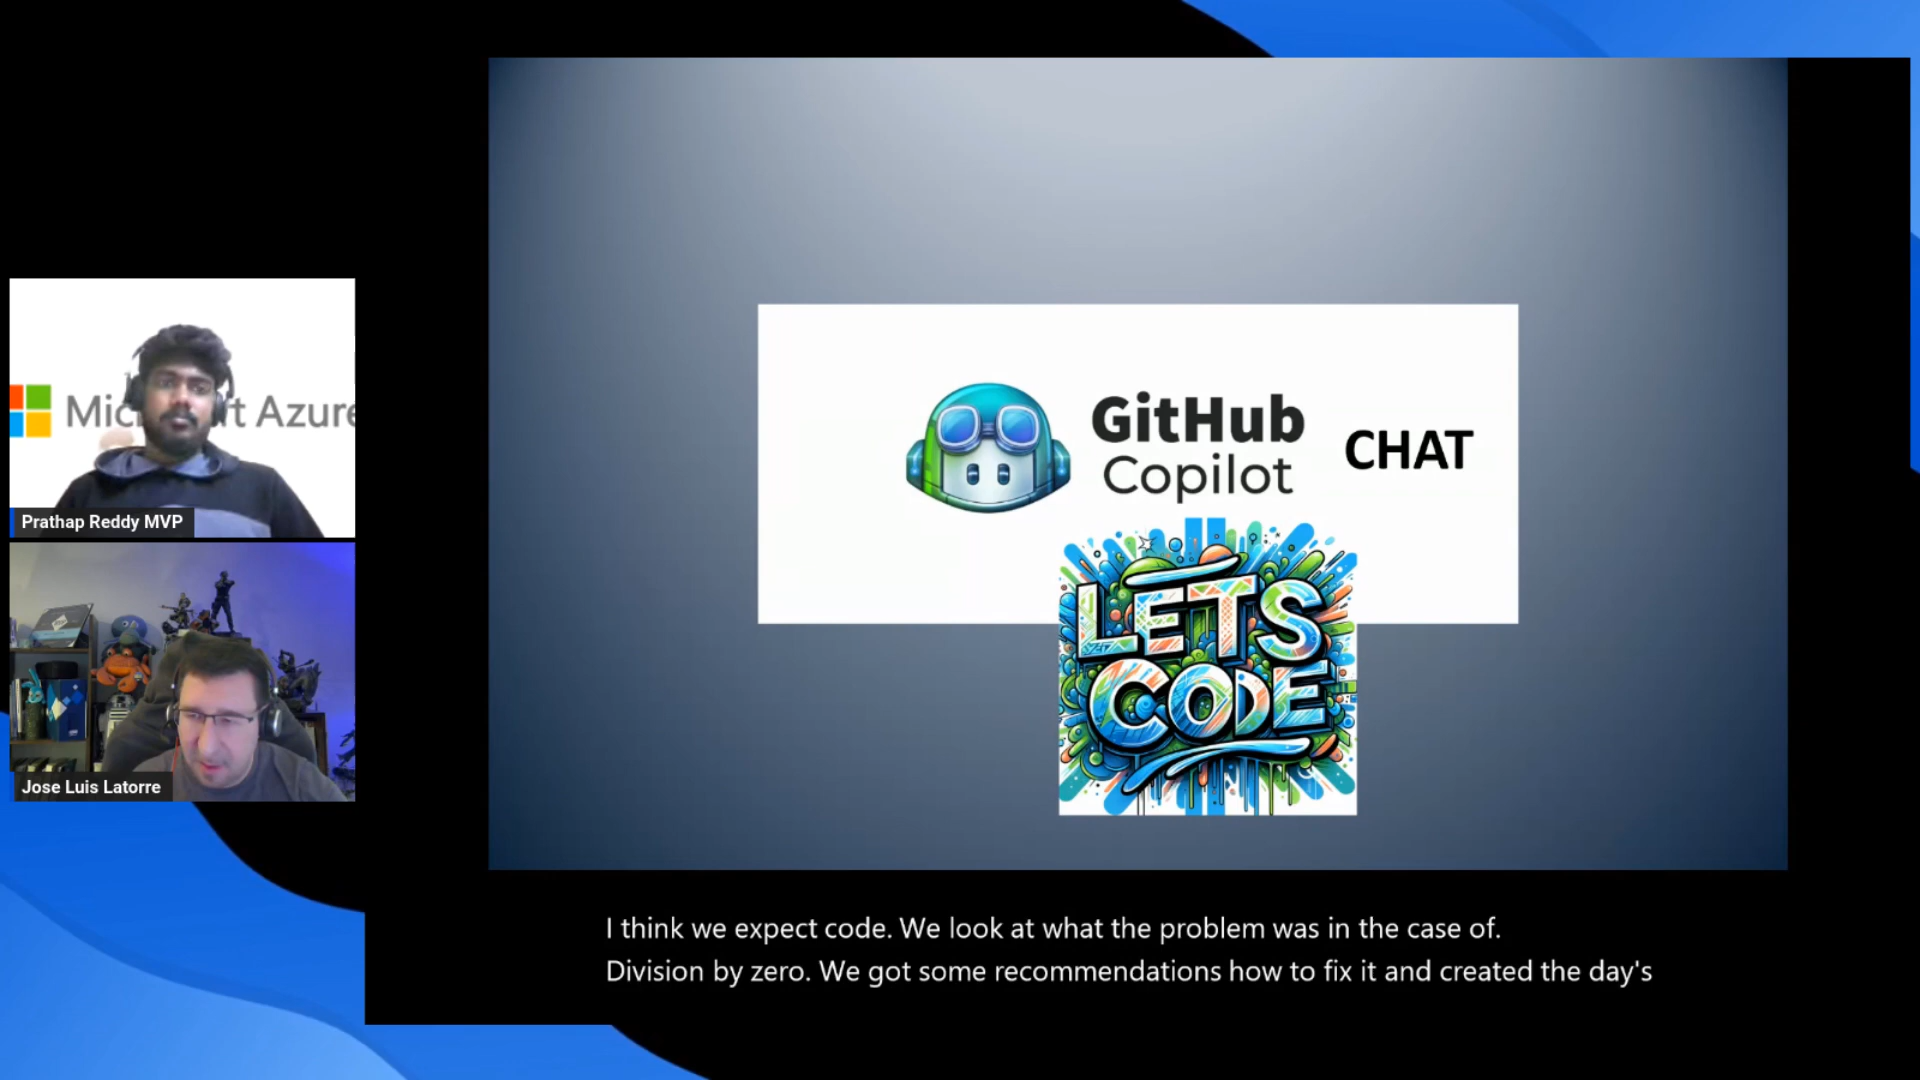 Microsoft Azure
Prathap Reddy MVP
Jose Luis Latorre
GitHub
Copilot
CHAT
LETS
CODE
I think we expect code. We look at what the problem was in the case of.
Division by zero. We got some recommendations how to fix it and created the day's